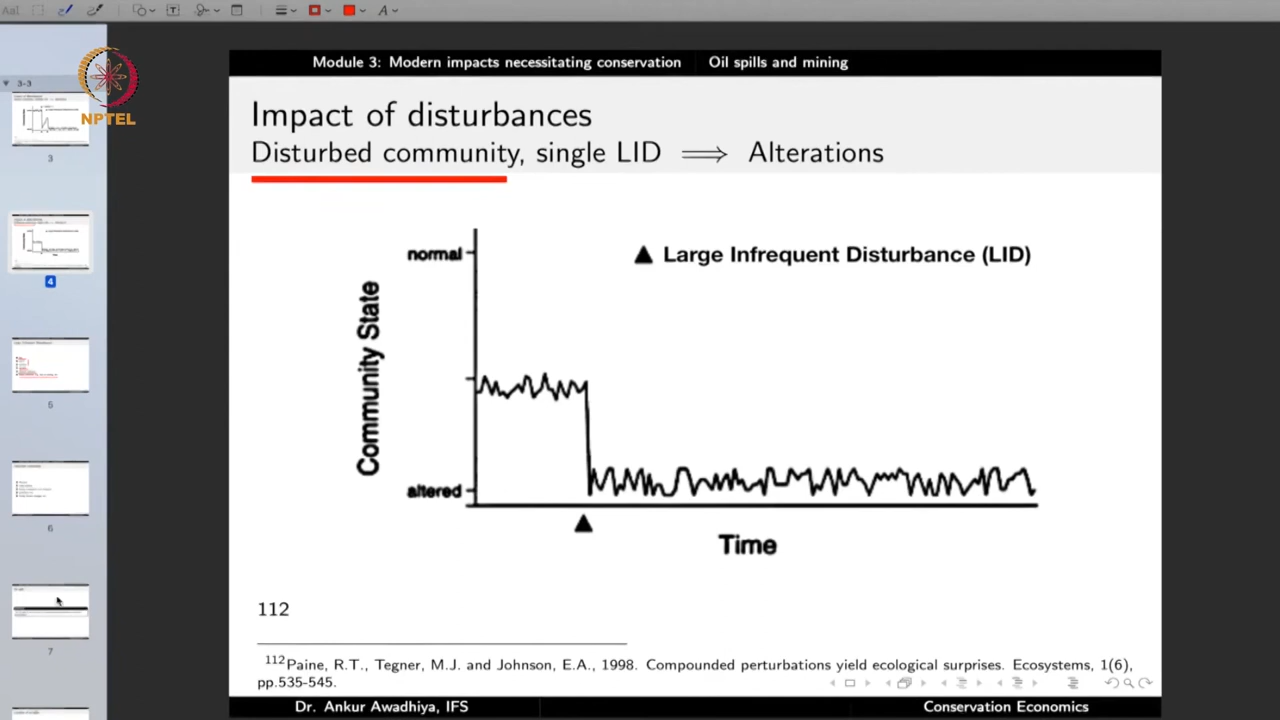 3-3
NPTEL
3
4
5
6
7
Module 3: Modern impacts necessitating conservation Oil spills and mining
Impact of disturbances
Disturbed community, single LID ⟹ Alterations
▲ Large Infrequent Disturbance (LID)
normal
Community State
altered
Time
112
112Paine, R.T., Tegner, M.J. and Johnson, E.A., 1998. Compounded perturbations yield ecological surprises. Ecosystems, 1(6),
pp.535-545.
Dr. Ankur Awadhiya, IFS Conservation Economics